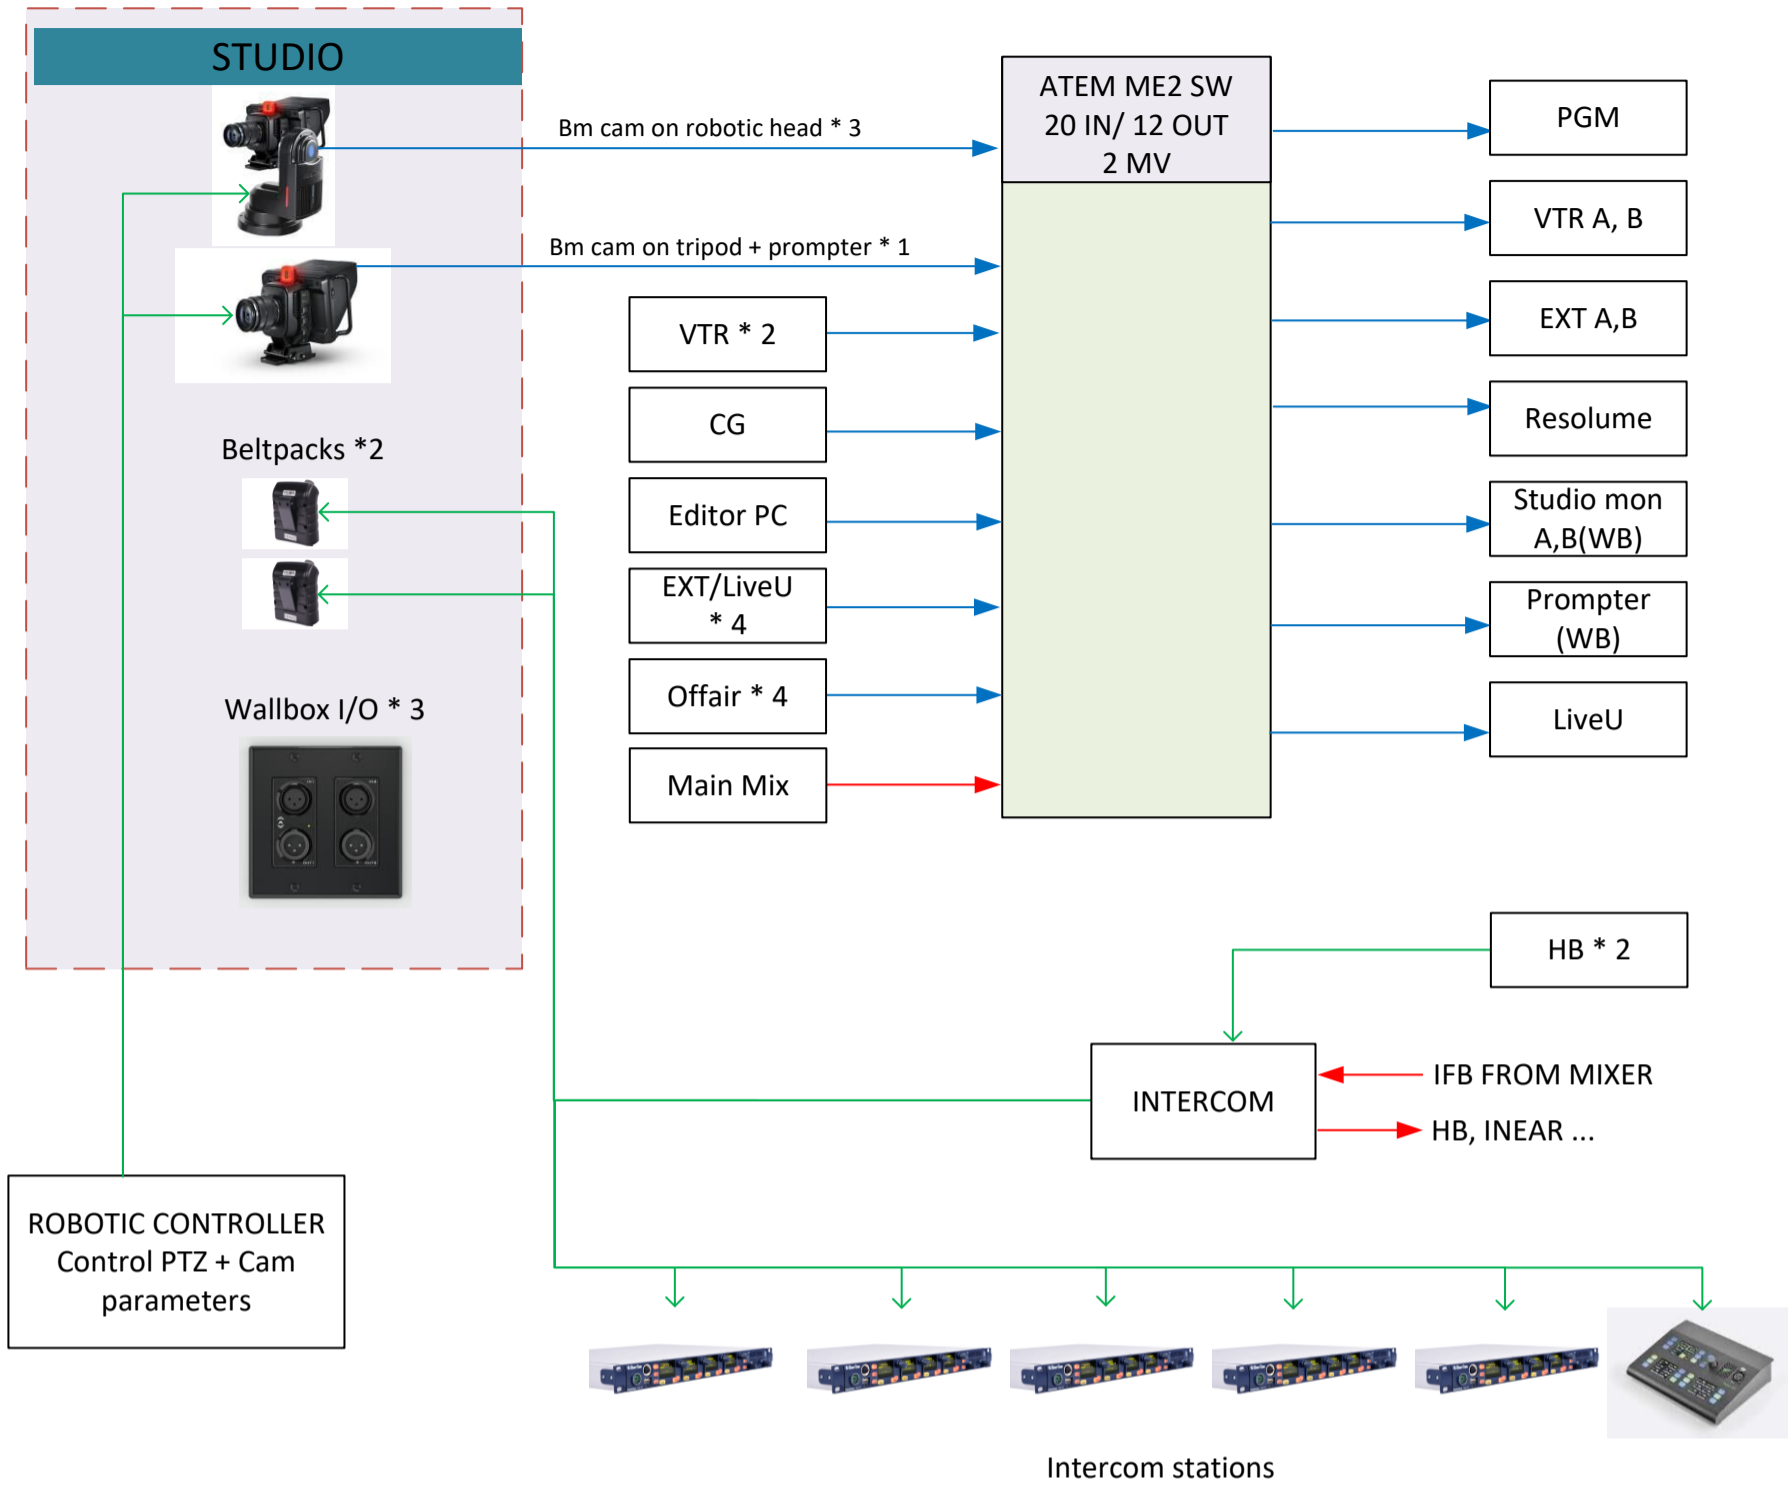 STUDIO
Bm cam on robotic head * 3
Bm cam on tripod + prompter * 1
Beltpacks *2
Wallbox I/O * 3
VTR * 2
CG
Editor PC
EXT/LiveU
* 4
Offair * 4
Main Mix
ATEM ME2 SW
20 IN/ 12 OUT
2 MV
PGM
VTR A, B
EXT A,B
Resolume
Studio mon
A,B(WB)
Prompter
(WB)
LiveU
HB * 2
INTERCOM
IFB FROM MIXER
HB, INEAR ...
ROBOTIC CONTROLLER
Control PTZ + Cam
parameters
Intercom stations